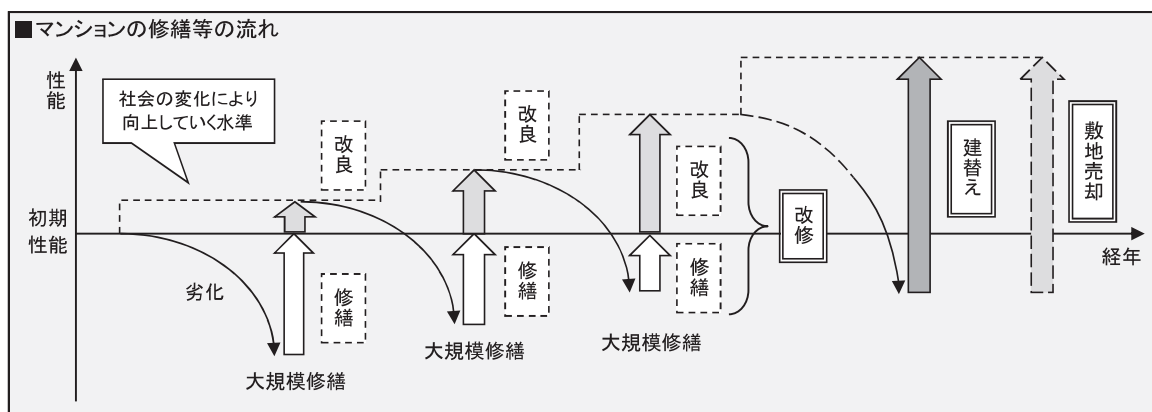 ■マンションの修繕等の流れ
性能
社会の変化により
向上していく水準
初期
性能
劣化
改良
修繕
大規模修繕
改良
修繕
大規模修繕
改良
修繕
大規模修繕
改修
建替え
敷地売却
経年